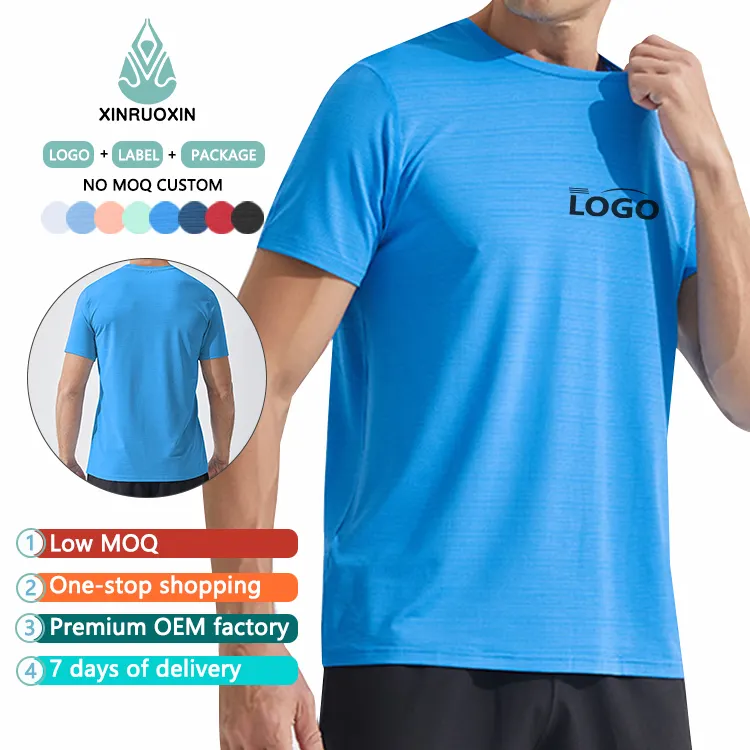 XINRUOXIN
LOGO + LABEL + PACKAGE
NO MOQ CUSTOM
LOGO
1 Low MOQ
2 One-stop shopping
3 Premium OEM factory
4 7 days of delivery